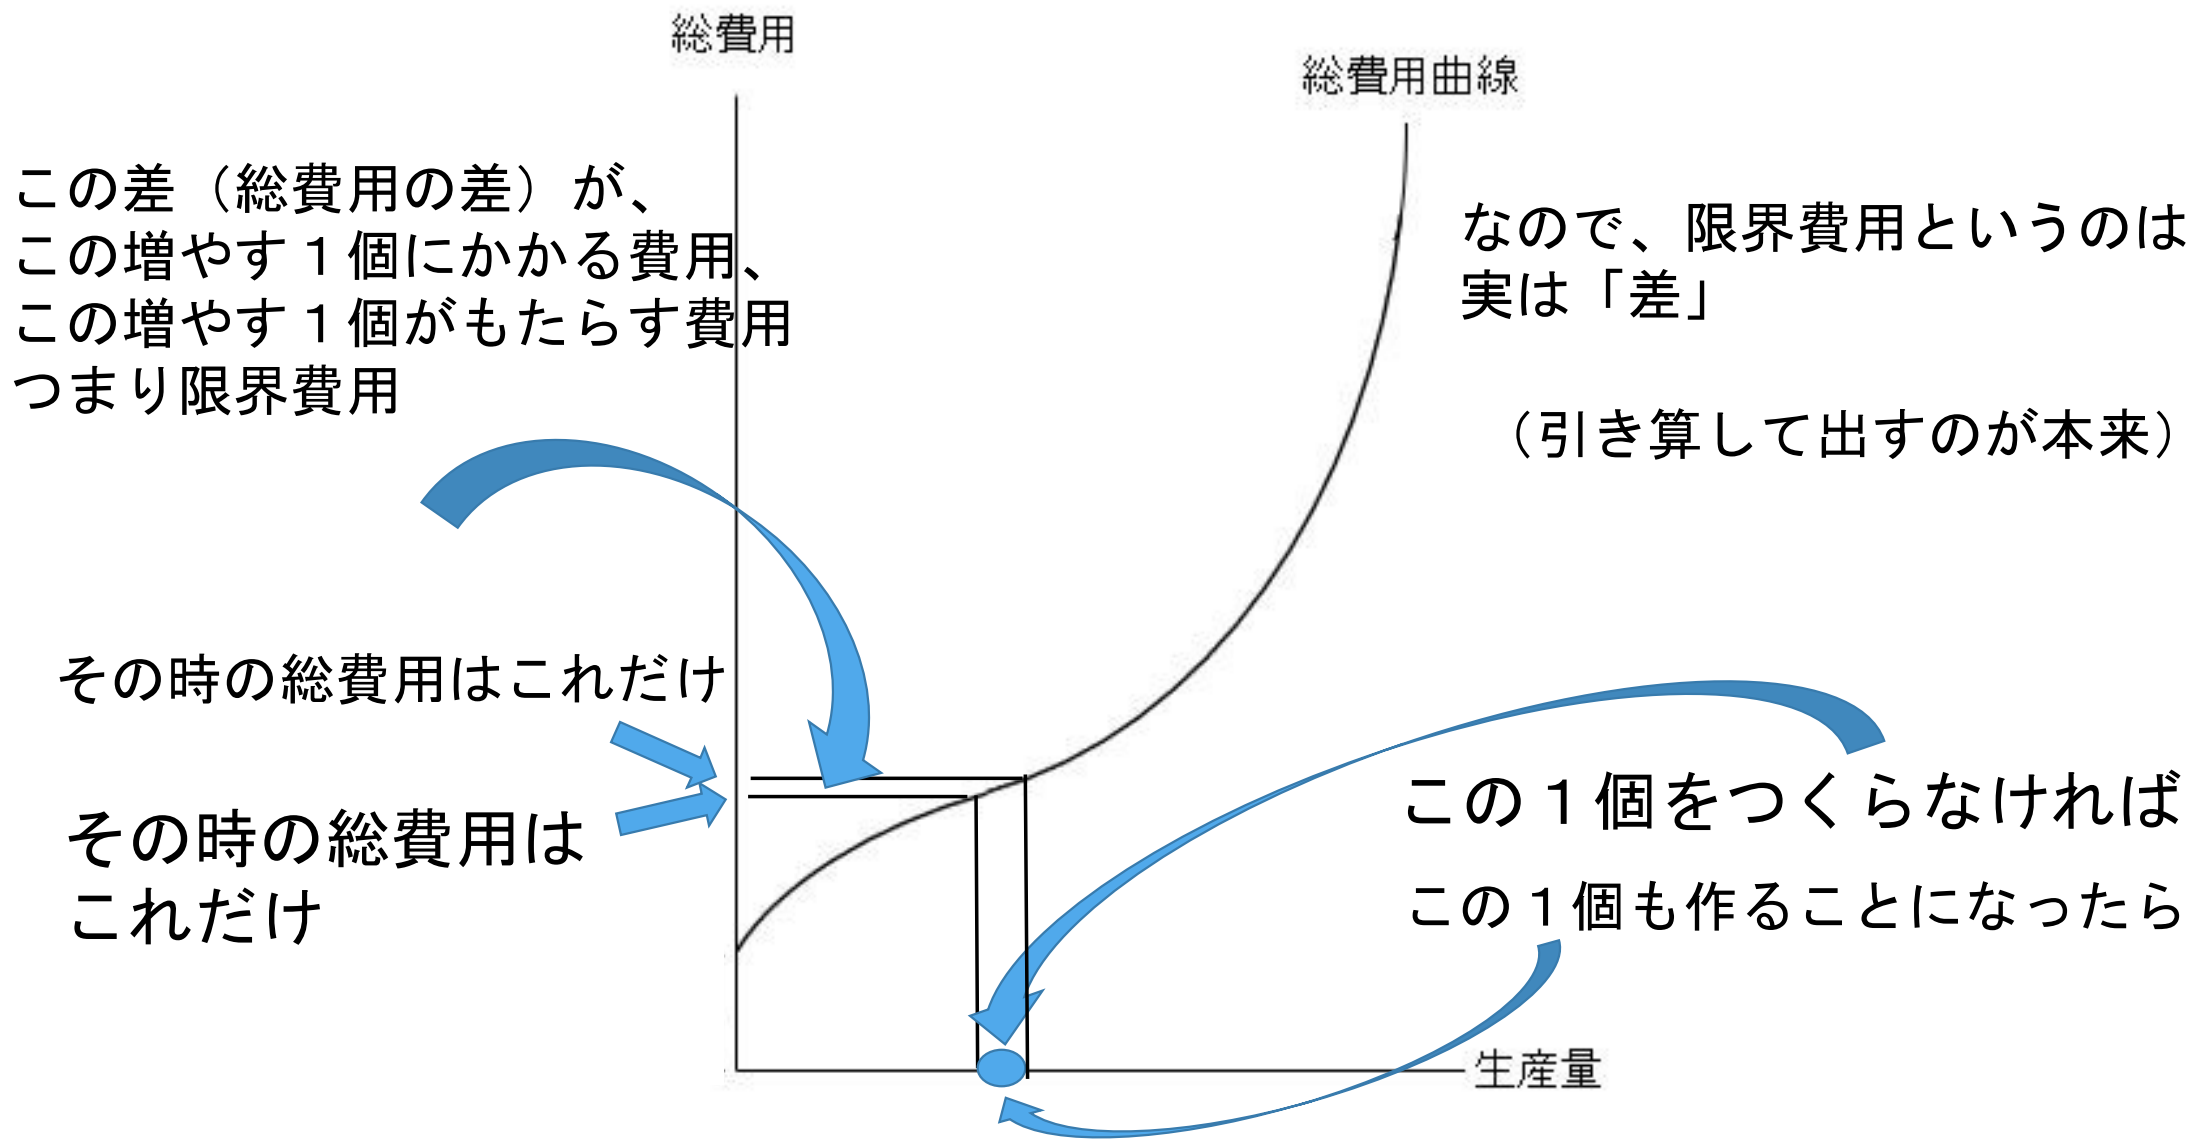 総費用
総費用曲線
この差（総費用の差）が、
この増やす１個にかかる費用、
この増やす１個がもたらす費用
つまり限界費用
なので、限界費用というのは
実は「差」
（引き算して出すのが本来）
その時の総費用はこれだけ
その時の総費用は
これだけ
この１個をつくらなければ
この１個も作ることになったら
生産量